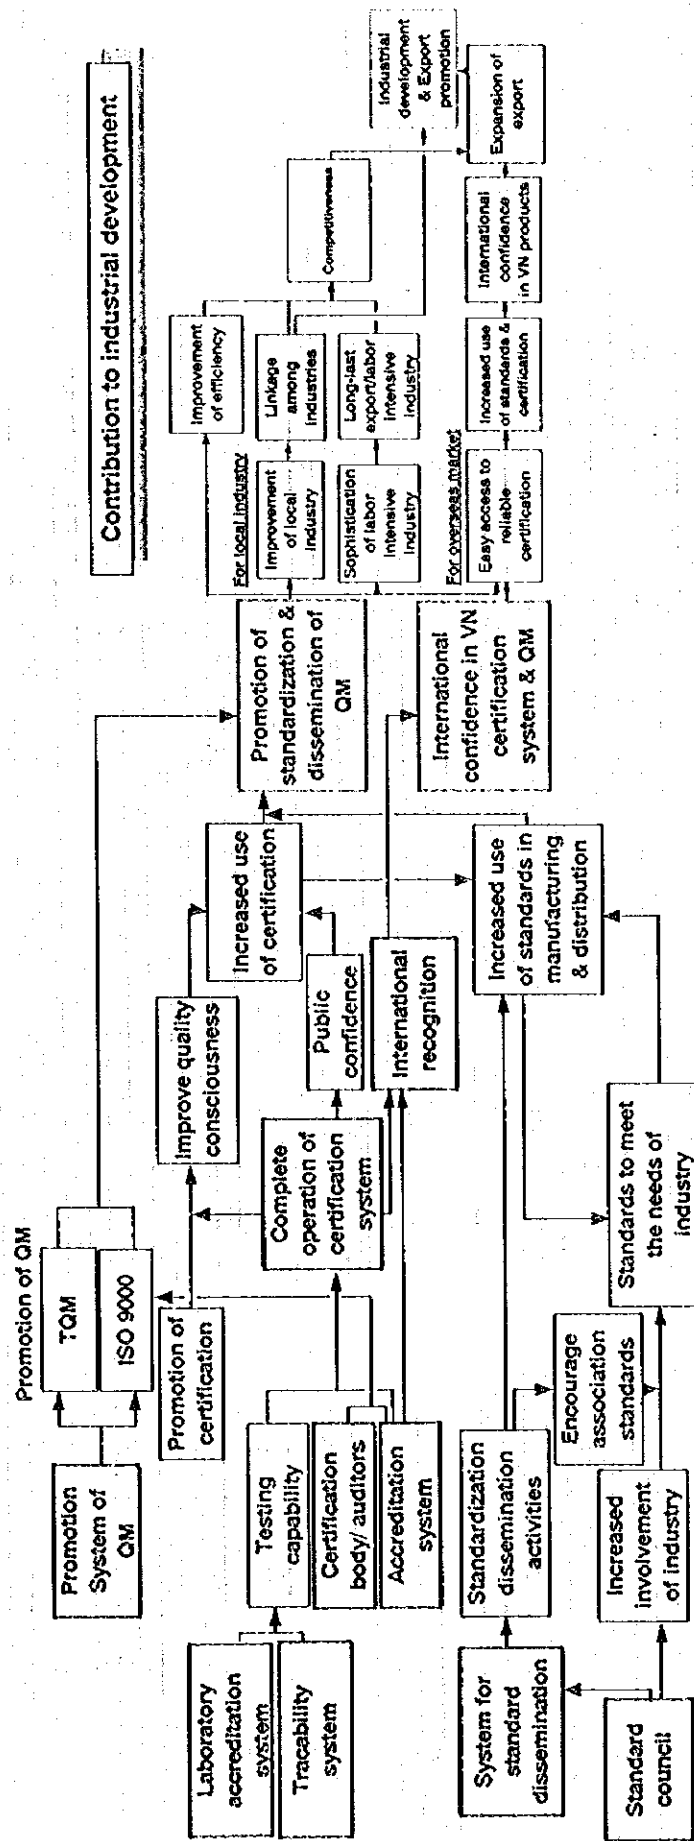 Contribution to industrial development
Promotion of QM
Promotion
System of
QM
TQM
ISO 9000
Promotion of
certification
Improve quality
consciousness
Laboratory
accreditation
system
Tracability
system
Testing
capability
Certification
body/ auditors
Accreditation
system
Complete
operation of
certification
system
Public
confidence
International
recognition
Increased use
of certification
System for
standard
dissemination
Standard
council
Standardization
dissemination
activities
Increased
involvement
of industry
Encourage
association
standards
Standards to meet
the needs of
industry
Increased use
of standards in
manufacturing
& distribution
Promotion of
standardization &
dissemination of
QM
International
confidence in VN
certification
system & QM
Improvement
of efficiency
For local industry
Improvement
of local
industry
Linkage
among
industries
Sophistication
of labor
intensive
industry
Long-last
export/labor
intensive
industry
Competitiveness
For overseas market
Easy access to
reliable
certification
Increased use
of standards &
certification
International
confidence
in VN products
Expansion of
export
Industrial
development
& Export
promotion